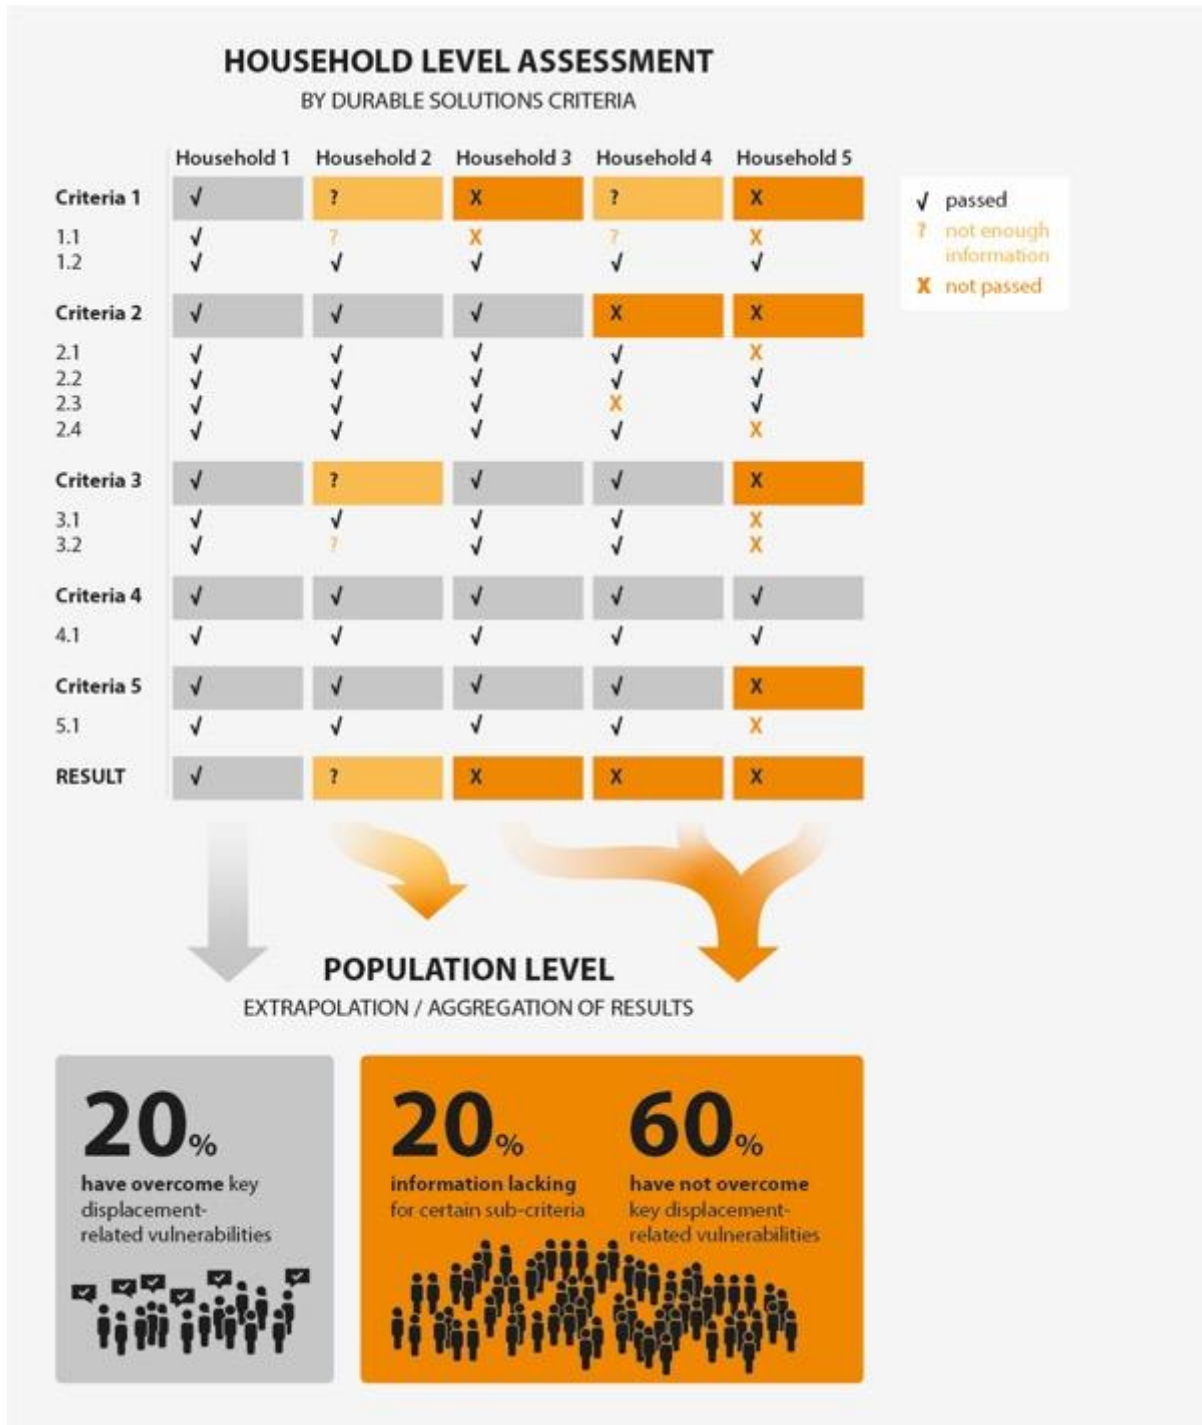 HOUSEHOLD LEVEL ASSESSMENT
BY DURABLE SOLUTIONS CRITERIA
Household 1 Household 2 Household 3 Household 4 Household 5
Criteria 1 √ ? X ? X
1.1 √ ? X ? X
1.2 √ √ √ √ √
Criteria 2 √ √ √ X X
2.1 √ √ √ √ X
2.2 √ √ √ √ √
2.3 √ √ √ X √
2.4 √ √ √ √ X
Criteria 3 √ ? √ √ X
3.1 √ √ √ √ X
3.2 √ ? √ √ X
Criteria 4 √ √ √ √ √
4.1 √ √ √ √ √
Criteria 5 √ √ √ √ X
5.1 √ √ √ √ X
RESULT √ ? X X X
√ passed
? not enough
information
X not passed
POPULATION LEVEL
EXTRAPOLATION / AGGREGATION OF RESULTS
20%
have overcome key
displacement-
related vulnerabilities
20%
information lacking
for certain sub-criteria
60%
have not overcome
key displacement-
related vulnerabilities